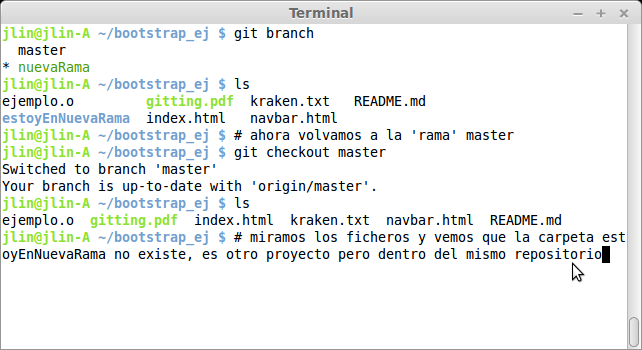 Terminal
jlin@jlin-A ~/bootstrap_ej $ git branch
  master
* nuevaRama
jlin@jlin-A ~/bootstrap_ej $ ls
ejemplo.o         gitting.pdf  kraken.txt   README.md
estoyEnNuevaRama  index.html   navbar.html
jlin@jlin-A ~/bootstrap_ej $ # ahora volvamos a la 'rama' master
jlin@jlin-A ~/bootstrap_ej $ git checkout master
Switched to branch 'master'
Your branch is up-to-date with 'origin/master'.
jlin@jlin-A ~/bootstrap_ej $ ls
ejemplo.o  gitting.pdf  index.html  kraken.txt  navbar.html  README.md
jlin@jlin-A ~/bootstrap_ej $ # miramos los ficheros y vemos que la carpeta est
oyEnNuevaRama no existe, es otro proyecto pero dentro del mismo repositorio